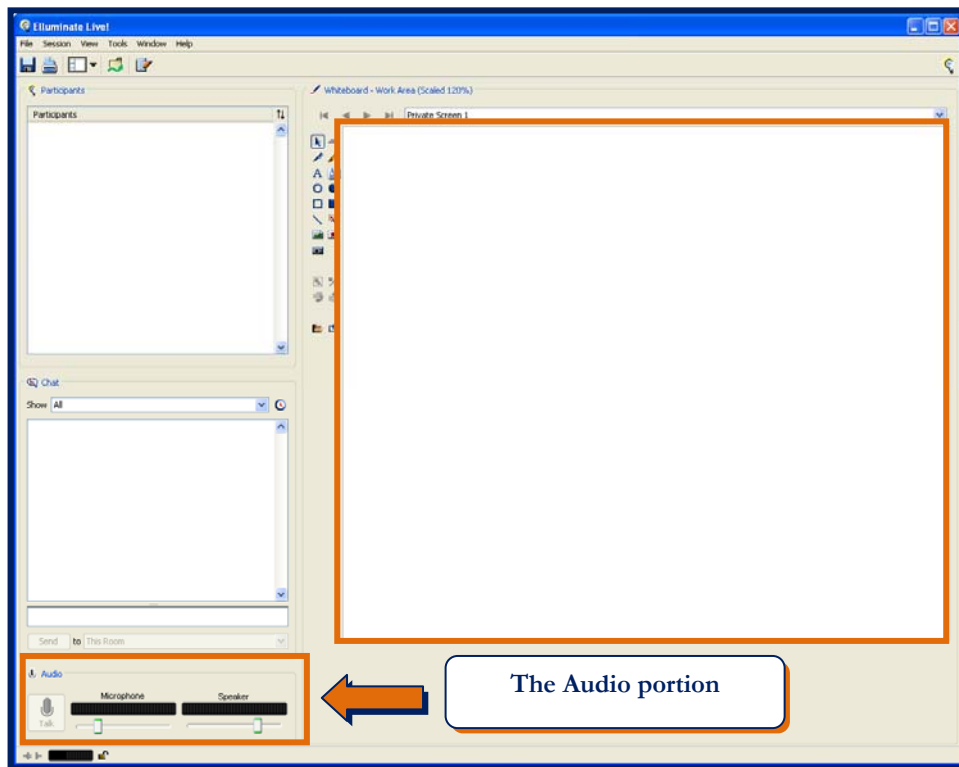 Elluminate Live!
File Session View Tools Window Help
Participants
Participants
Chat
Show All
Send to This Room
Audio
Talk
Microphone Speaker
Whiteboard - Work Area (Scaled 120%)
Private Screen 1
A
The Audio portion